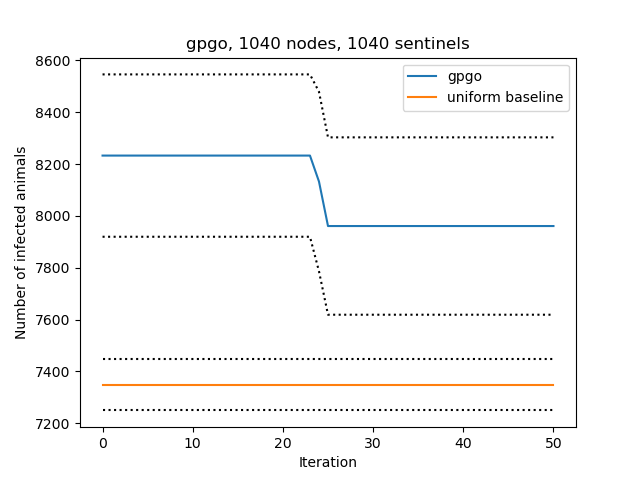 gpgo, 1040 nodes, 1040 sentinels
gpgo
uniform baseline
Number of infected animals
8600
8400
8200
8000
7800
7600
7400
7200
0 10 20 30 40 50
Iteration